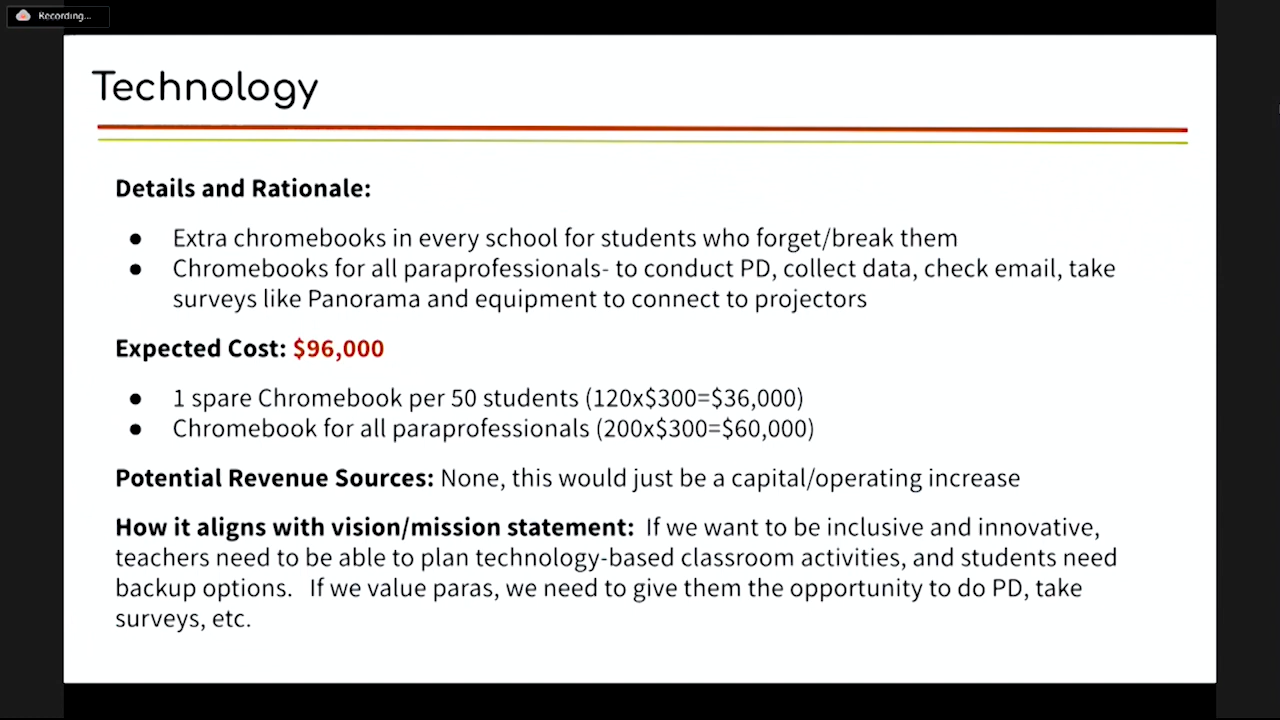 Recording...
Technology
Details and Rationale:
● Extra chromebooks in every school for students who forget/break them
● Chromebooks for all paraprofessionals- to conduct PD, collect data, check email, take
surveys like Panorama and equipment to connect to projectors
Expected Cost: $96,000
● 1 spare Chromebook per 50 students (120x$300=$36,000)
● Chromebook for all paraprofessionals (200x$300=$60,000)
Potential Revenue Sources: None, this would just be a capital/operating increase
How it aligns with vision/mission statement: If we want to be inclusive and innovative,
teachers need to be able to plan technology-based classroom activities, and students need
backup options. If we value paras, we need to give them the opportunity to do PD, take
surveys, etc.